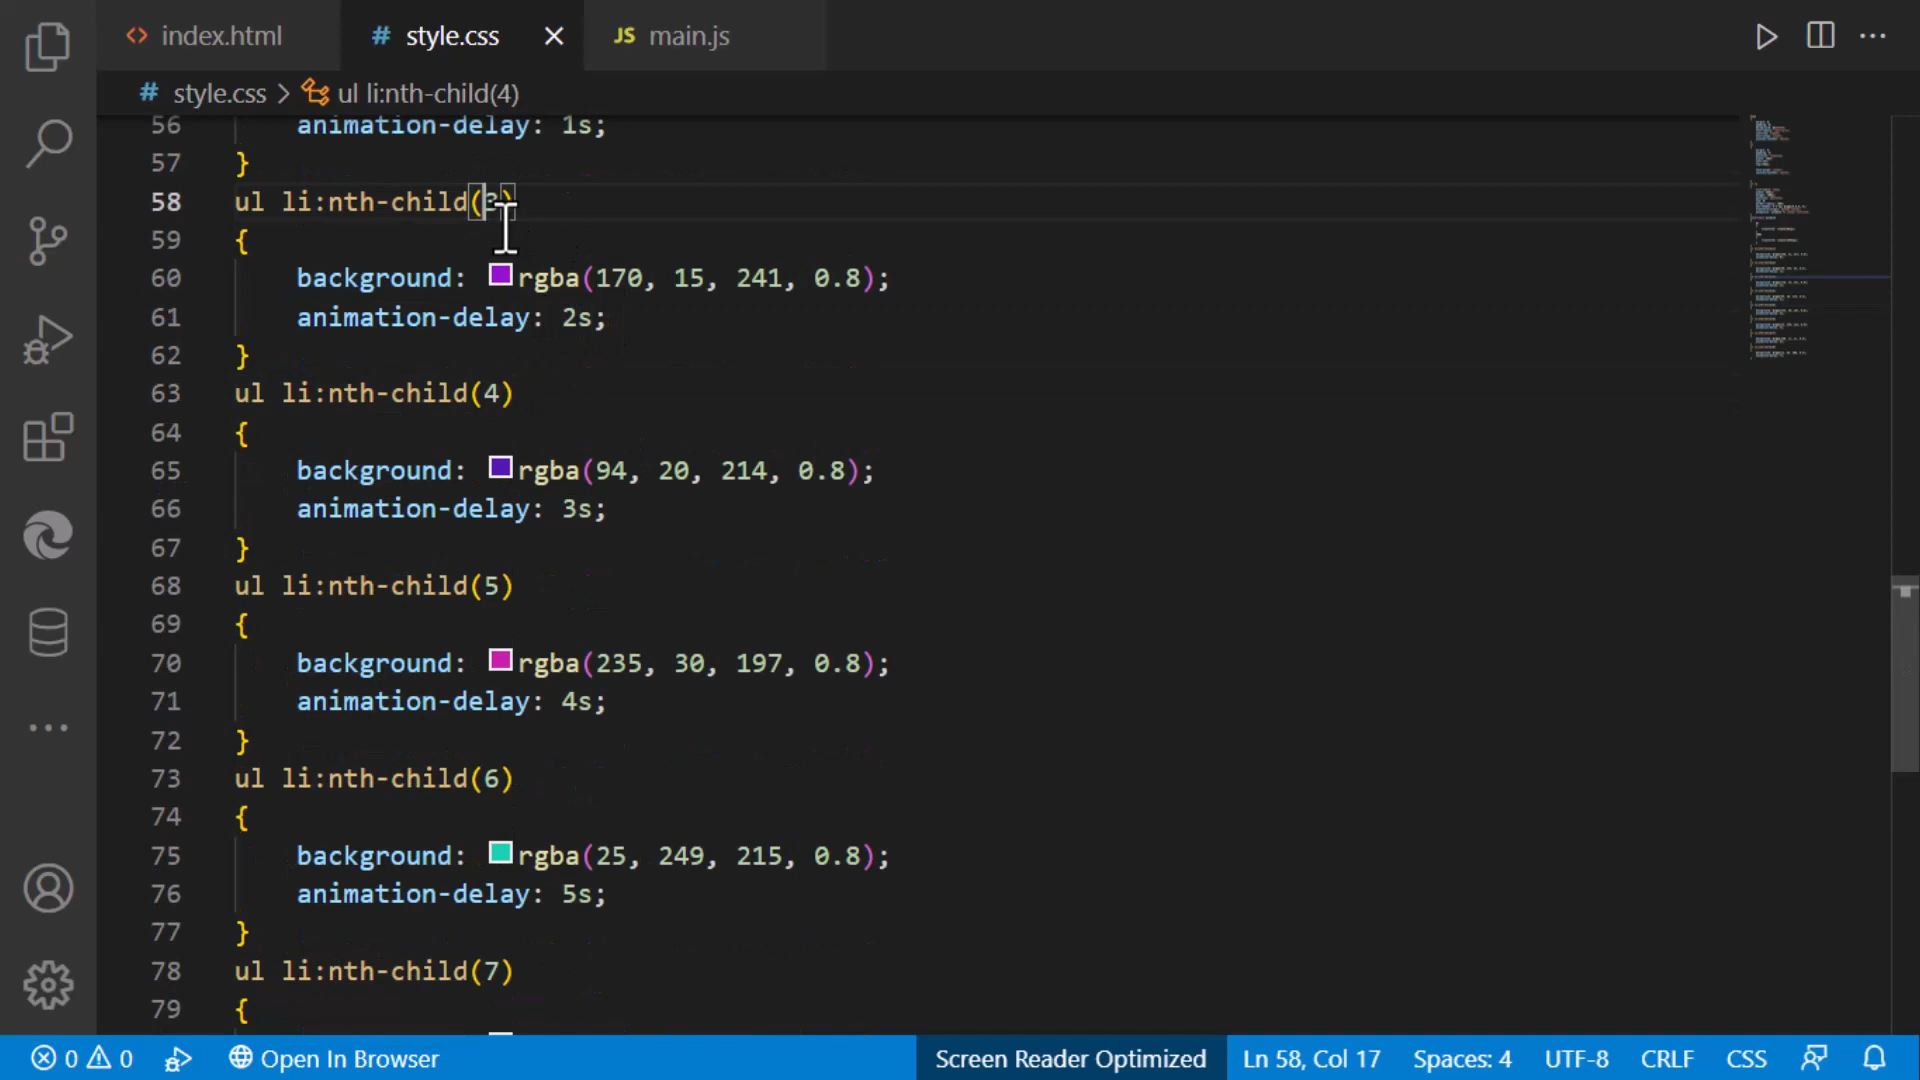 <> index.html # style.css × JS main.js
# style.css > ul li:nth-child(4)
56 animation-delay: 1s;
57 }
58 ul li:nth-child(3)
59 {
60 background: rgba(170, 15, 241, 0.8);
61 animation-delay: 2s;
62 }
63 ul li:nth-child(4)
64 {
65 background: rgba(94, 20, 214, 0.8);
66 animation-delay: 3s;
67 }
68 ul li:nth-child(5)
69 {
70 background: rgba(235, 30, 197, 0.8);
71 animation-delay: 4s;
72 }
73 ul li:nth-child(6)
74 {
75 background: rgba(25, 249, 215, 0.8);
76 animation-delay: 5s;
77 }
78 ul li:nth-child(7)
79 {
0 0 Open In Browser Screen Reader Optimized Ln 58, Col 17 Spaces: 4 UTF-8 CRLF CSS